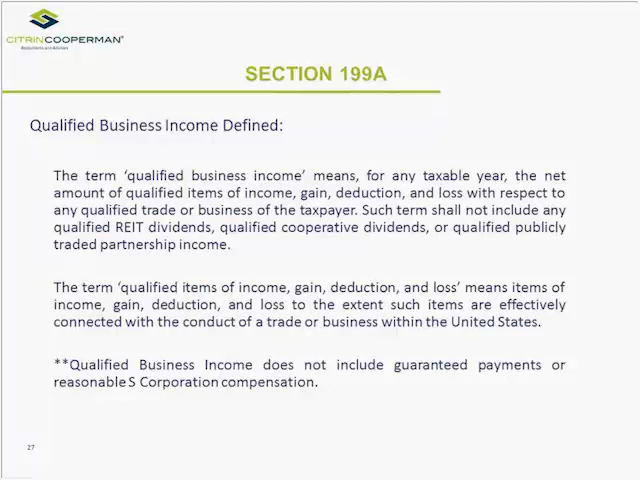 CITRINCOOPERMAN®
Accountants and Advisors
SECTION 199A
Qualified Business Income Defined:
The term ‘qualified business income’ means, for any taxable year, the net
amount of qualified items of income, gain, deduction, and loss with respect to
any qualified trade or business of the taxpayer. Such term shall not include any
qualified REIT dividends, qualified cooperative dividends, or qualified publicly
traded partnership income.
The term ‘qualified items of income, gain, deduction, and loss’ means items of
income, gain, deduction, and loss to the extent such items are effectively
connected with the conduct of a trade or business within the United States.
**Qualified Business Income does not include guaranteed payments or
reasonable S Corporation compensation.
27